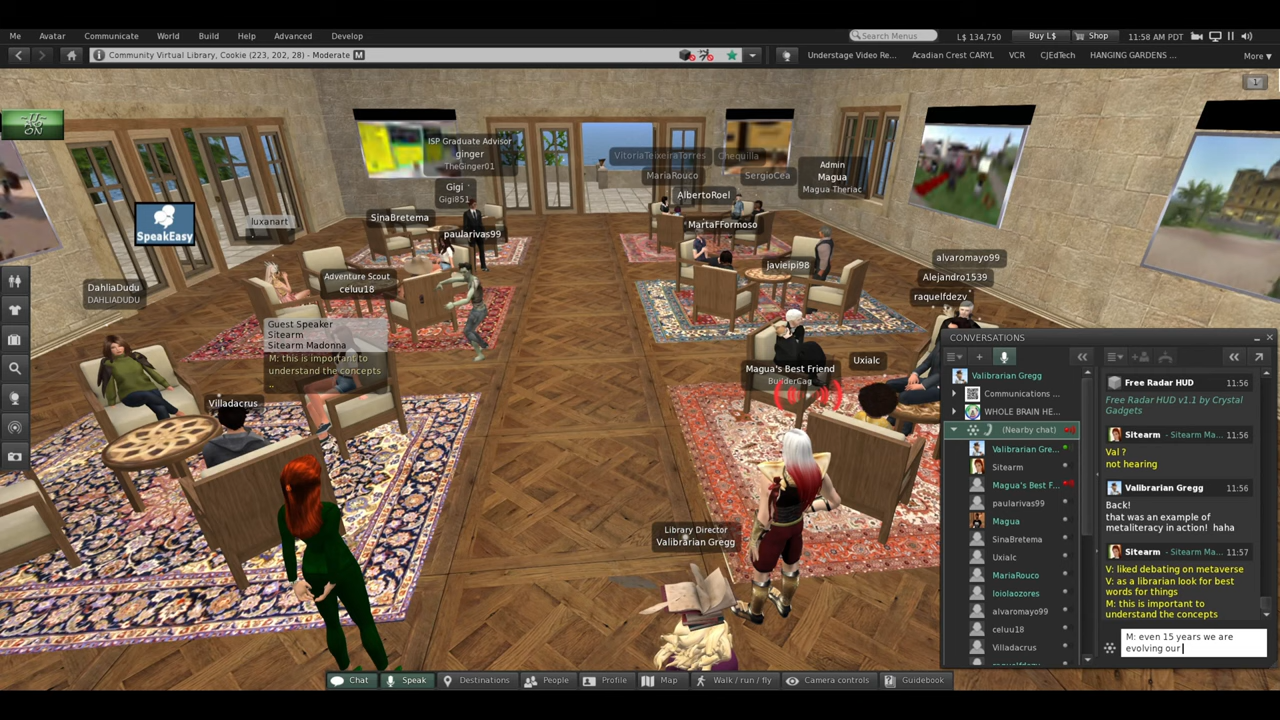 Me Avatar Communicate World Build Help Advanced Develop
Search Menus
L$ 134,750 Buy L$ Shop 11:58 AM PDT
Community Virtual Library, Cookie (223, 202, 28) - Moderate M
Understage Video Re... Acadian Crest CARYL VCR CJEdTech HANGING GARDENS ... More
1
ON
SpeakEasy
ISP Graduate Advisor
ginger
TheGinger01
VitoriaTeixeiraTorres
Chequilla
MariaRouco
SergioCea
Admin
Magua
Magua Theriac
Gigi
Gigi851
AlbertoRoel
luxanart
SinaBretema
paularivas99
MartaFFormoso
javieipi98
alvaromayo99
Alejandro1539
raquelfdezv
DahliaDudu
DAHLIADUDU
Adventure Scout
celuu18
Guest Speaker
Sitearm
Sitearm Madonna
M: this is important to
understand the concepts
..
Villadacrus
Magua's Best Friend
BuilderCag
Uxialc
Library Director
Valibrarian Gregg
CONVERSATIONS
Valibrarian Gregg
Communications ...
WHOLE BRAIN HE...
(Nearby chat)
Valibrarian Gre...
Sitearm
Magua's Best F...
paularivas99
Magua
SinaBretema
Uxialc
MariaRouco
loiolaozores
alvaromayo99
celuu18
Villadacrus
raquelfdezv
Free Radar HUD 11:56
Free Radar HUD v1.1 by Crystal
Gadgets
Sitearm - Sitearm Ma... 11:56
Val ?
not hearing
Valibrarian Gregg 11:56
Back!
that was an example of
metaliteracy in action! haha
Sitearm - Sitearm Ma... 11:57
V: liked debating on metaverse
V: as a librarian look for best
words for things
M: this is important to
understand the concepts
M: even 15 years we are
evolving our
Chat Speak Destinations People Profile Map Walk / run / fly Camera controls Guidebook